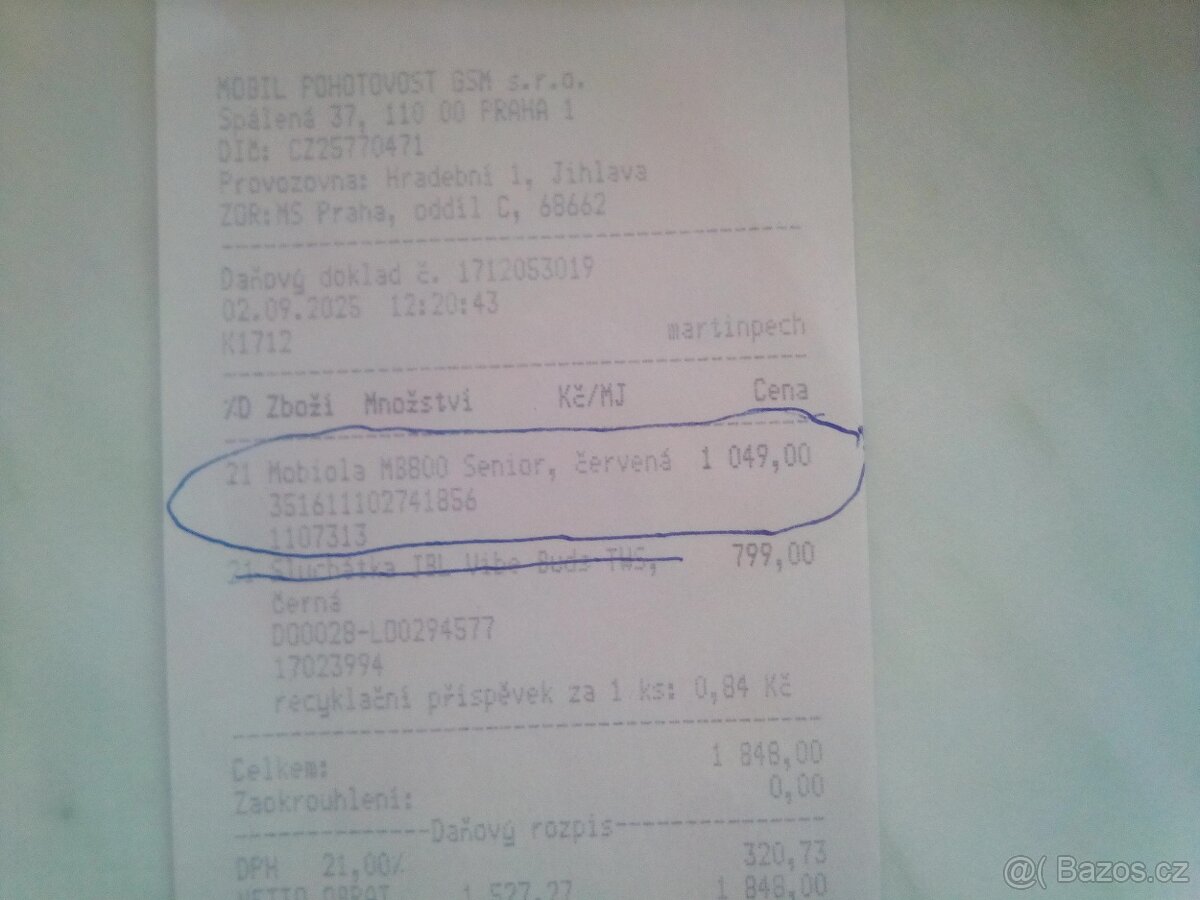 MOBIL POHOTOVOST GSM s.r.o.
Spálená 37, 110 00 PRAHA 1
DIČ: CZ25770471
Provozovna: Hradební 1, Jihlava
ZOR:MS Praha, oddíl C, 68662
Daňový doklad č. 1712053019
02.09.2025 12:20:43
K1712 martinpech
%D Zboží Množství Kč/MJ Cena
21 Mobiola MB800 Senior, červená 1 049,00
351611102741856
1107313
21 Sluchátka JBL Vibe Buds TWS, 799,00
černá
DQ0028-L00294577
17023994
recyklační příspěvek za 1 ks: 0,84 Kč
Celkem: 1 848,00
Zaokrouhlení: 0,00
Daňový rozpis
DPH 21,00% 320,73
NETTO OBRAT 1 527,27 1 848,00
@( Bazos.cz